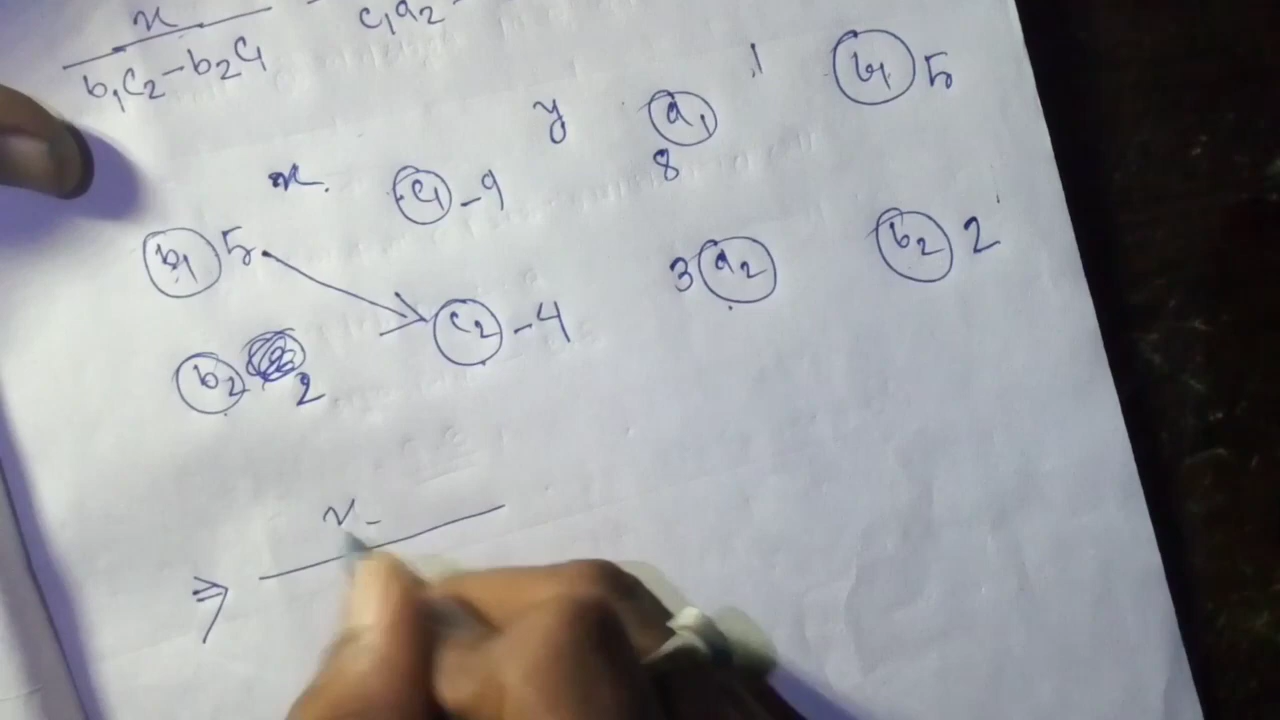 x
b₁c₂-b₂c₁ c₁a₂-
x y 1
b₁ 5 c₁ -9 a₁ 8 b₁ 5
b₂ 2 c₂ -4 3 a₂ b₂ 2
⇒ x